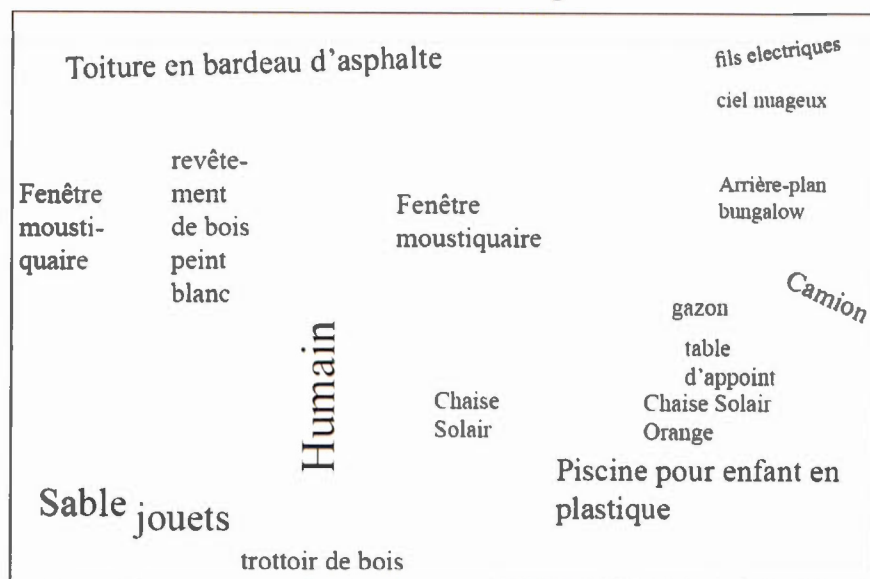 Toiture en bardeau d'asphalte
fils electriques
ciel nuageux
revête-
ment
de bois
peint
blanc
Fenêtre
mousti-
quaire
Fenêtre
moustiquaire
Arrière-plan
bungalow
Camion
gazon
table
d'appoint
Humain
Chaise
Solair
Chaise Solair
Orange
Piscine pour enfant en
plastique
Sable jouets
trottoir de bois